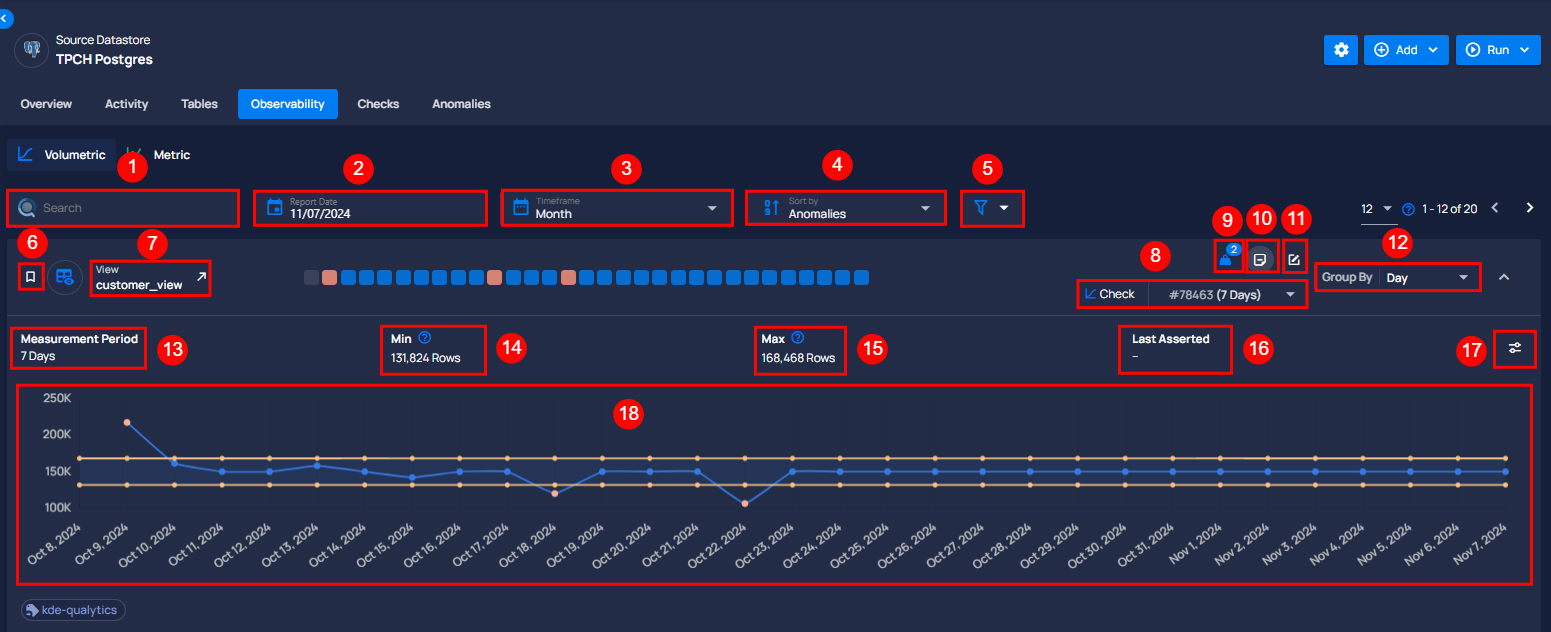 Source Datastore
TPCH Postgres
Add
Run
Overview
Activity
Tables
Observability
Checks
Anomalies
Volumetric
Metric
1
2
3
4
5
Search
Report Date
11/07/2024
Timeframe
Month
Sort by
Anomalies
12
1 - 12 of 20
6
7
8
9
10
11
12
2
View
customer_view
Check
#78463 (7 Days)
Group By
Day
Measurement Period
7 Days
13
Min
131,824 Rows
14
Max
168,468 Rows
15
Last Asserted
–
16
17
18
250K
200K
150K
100K
Oct 8, 2024
Oct 9, 2024
Oct 10, 2024
Oct 11, 2024
Oct 12, 2024
Oct 13, 2024
Oct 14, 2024
Oct 15, 2024
Oct 16, 2024
Oct 17, 2024
Oct 18, 2024
Oct 19, 2024
Oct 20, 2024
Oct 21, 2024
Oct 22, 2024
Oct 23, 2024
Oct 24, 2024
Oct 25, 2024
Oct 26, 2024
Oct 27, 2024
Oct 28, 2024
Oct 29, 2024
Oct 30, 2024
Oct 31, 2024
Nov 1, 2024
Nov 2, 2024
Nov 3, 2024
Nov 4, 2024
Nov 5, 2024
Nov 6, 2024
Nov 7, 2024
kde-qualytics